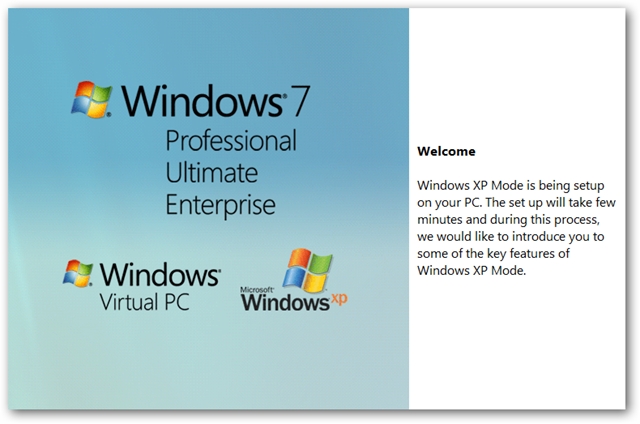 Windows 7
Professional
Ultimate
Enterprise
Windows
Virtual PC
Microsoft
Windows xp
Welcome
Windows XP Mode is being setup
on your PC. The set up will take few
minutes and during this process,
we would like to introduce you to
some of the key features of
Windows XP Mode.